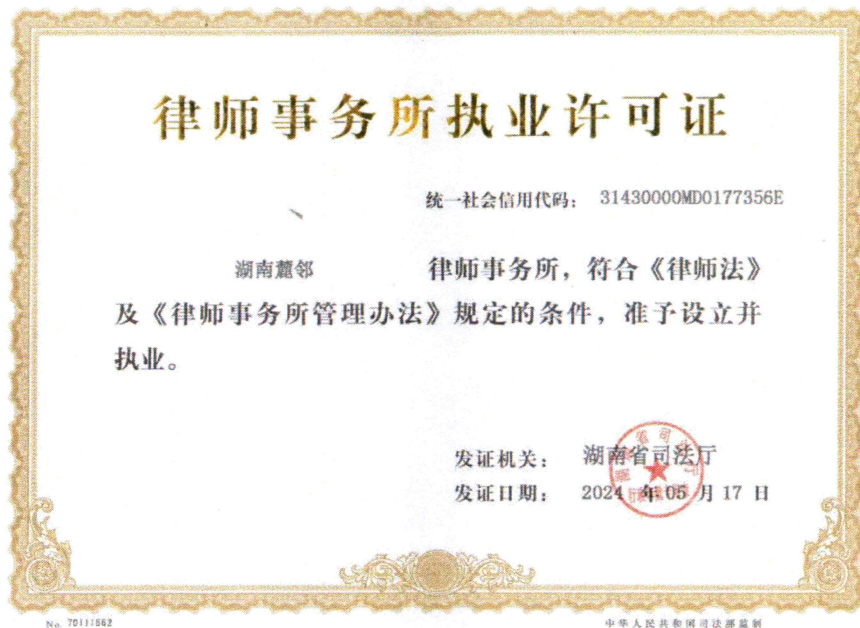 律师事务所执业许可证
统一社会信用代码： 31430000MD0177356E
湖南麓邻 律师事务所，符合《律师法》
及《律师事务所管理办法》规定的条件，准予设立并
执业。
发证机关： 湖南省司法厅
发证日期： 2024 年 05 月 17 日
No. 70111562
中华人民共和国司法部监制